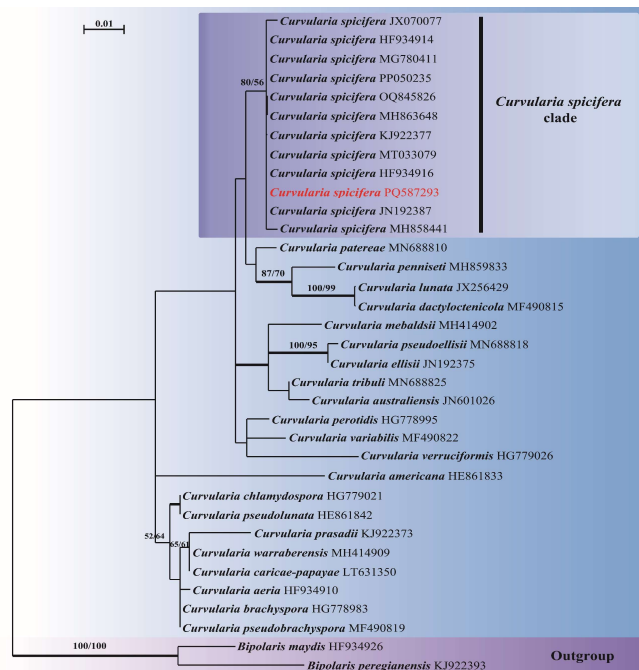 0.01
Curvularia spicifera JX070077
Curvularia spicifera HF934914
Curvularia spicifera MG780411
80/56
Curvularia spicifera PP050235
Curvularia spicifera OQ845826
Curvularia spicifera MH863648
Curvularia spicifera KJ922377
Curvularia spicifera MT033079
Curvularia spicifera HF934916
Curvularia spicifera PQ587293
Curvularia spicifera JN192387
Curvularia spicifera MH858441
Curvularia spicifera
clade
Curvularia patereae MN688810
Curvularia penniseti MH859833
87/70
Curvularia lunata JX256429
100/99
Curvularia dactyloctenicola MF490815
Curvularia mebaldsii MH414902
Curvularia pseudoellisii MN688818
100/95
Curvularia ellisii JN192375
Curvularia tribuli MN688825
Curvularia australiensis JN601026
Curvularia perotidis HG778995
Curvularia variabilis MF490822
Curvularia verruciformis HG779026
Curvularia americana HE861833
Curvularia chlamydospora HG779021
Curvularia pseudolunata HE861842
Curvularia prasadii KJ922373
52/64
65/61
Curvularia warraberensis MH414909
Curvularia caricae-papayae LT631350
Curvularia aeria HF934910
Curvularia brachyspora HG778983
Curvularia pseudobrachyspora MF490819
100/100
Bipolaris maydis HF934926
Bipolaris peregianensis KJ922393
Outgroup